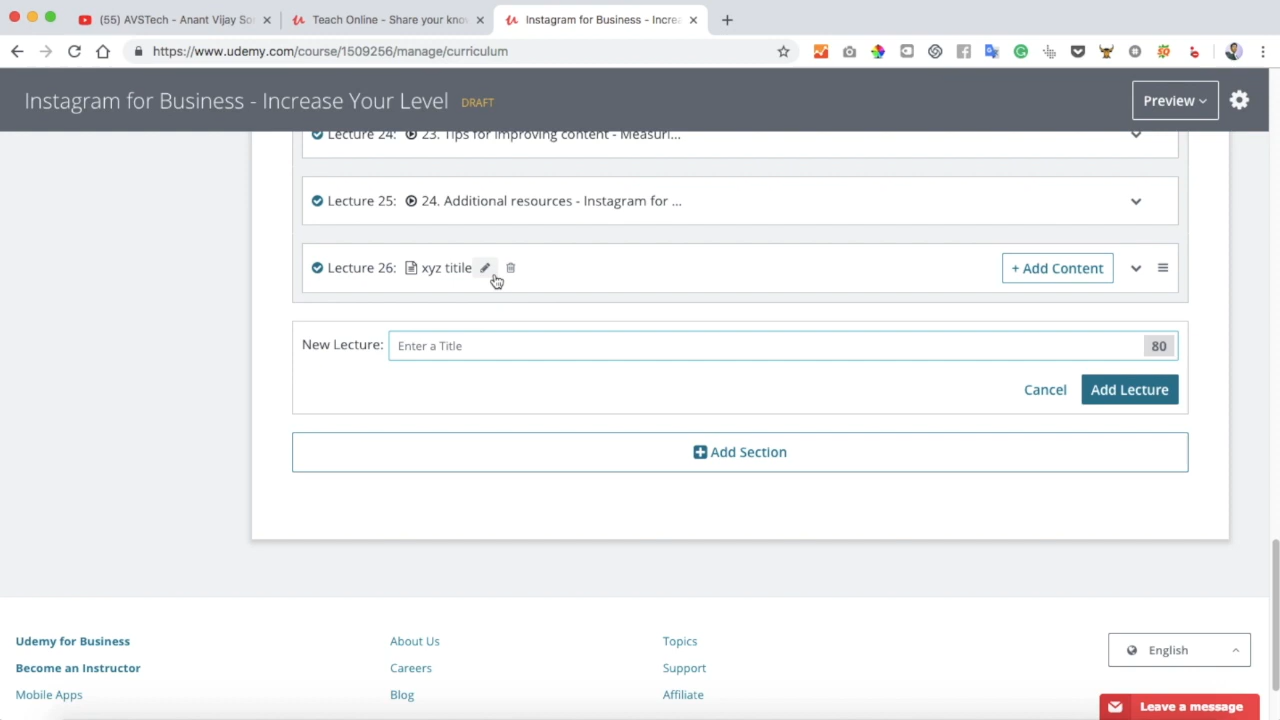 (55) AVSTech - Anant Vijay So
Teach Online - Share your kno
Instagram for Business - Increa
https://www.udemy.com/course/1509256/manage/curriculum
Instagram for Business - Increase Your Level DRAFT
Preview
Lecture 24: 23. Tips for improving content - Measuri...
Lecture 25: 24. Additional resources - Instagram for ...
Lecture 26: xyz titile
+ Add Content
New Lecture: Enter a Title 80
Cancel Add Lecture
Add Section
Udemy for Business About Us Topics
English
Become an Instructor Careers Support
Mobile Apps Blog Affiliate
Leave a message